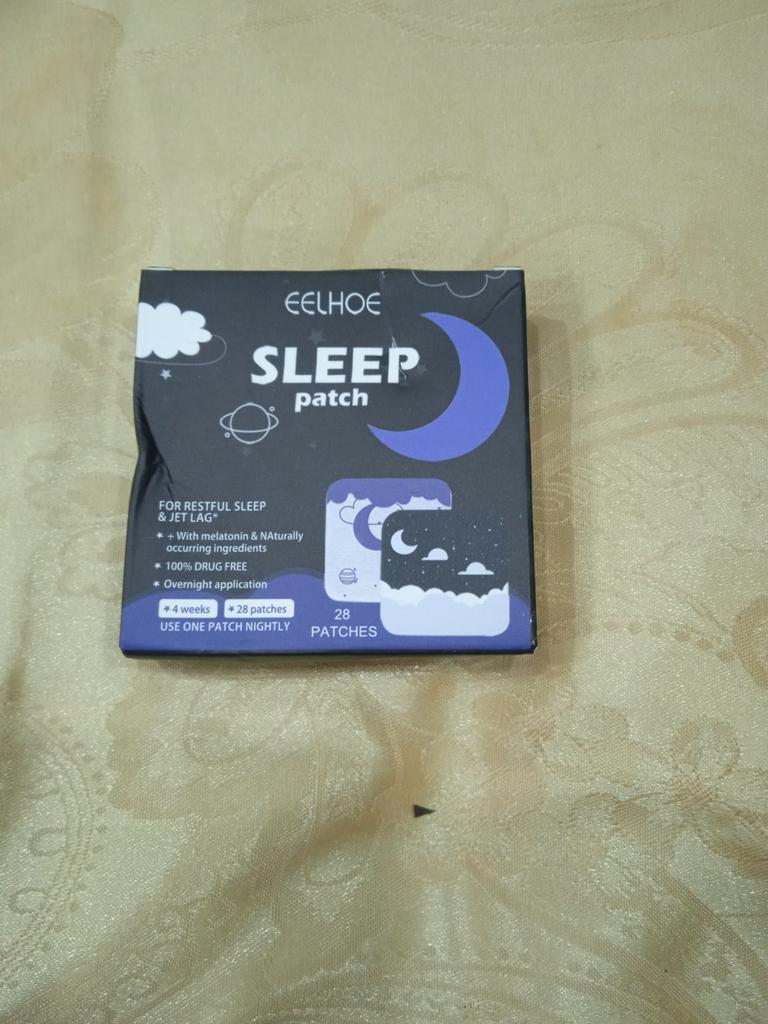 EELHOE
SLEEP
patch
FOR RESTFUL SLEEP
& JET LAG*
+ With melatonin & NAturally
occurring ingredients
100% DRUG FREE
Overnight application
4 weeks
28 patches
USE ONE PATCH NIGHTLY
28
PATCHES